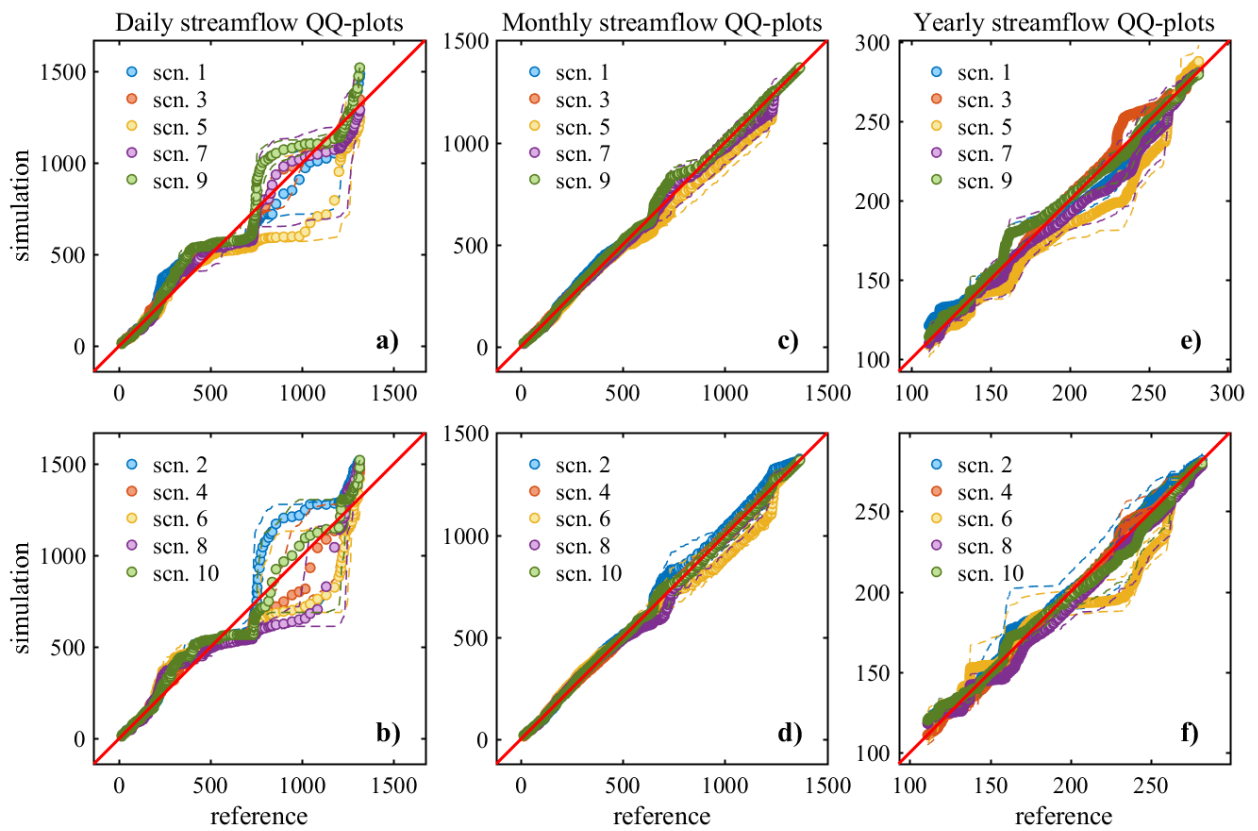 Daily streamflow QQ-plots
Monthly streamflow QQ-plots
Yearly streamflow QQ-plots
simulation
1500
1000
500
0
scn. 1
scn. 3
scn. 5
scn. 7
scn. 9
a)
0 500 1000 1500
1500
1000
500
0
scn. 1
scn. 3
scn. 5
scn. 7
scn. 9
c)
0 500 1000 1500
300
250
200
150
100
scn. 1
scn. 3
scn. 5
scn. 7
scn. 9
e)
100 150 200 250 300
simulation
1500
1000
500
0
scn. 2
scn. 4
scn. 6
scn. 8
scn. 10
b)
0 500 1000 1500
reference
1500
1000
500
0
scn. 2
scn. 4
scn. 6
scn. 8
scn. 10
d)
0 500 1000 1500
reference
250
200
150
100
scn. 2
scn. 4
scn. 6
scn. 8
scn. 10
f)
100 150 200 250
reference